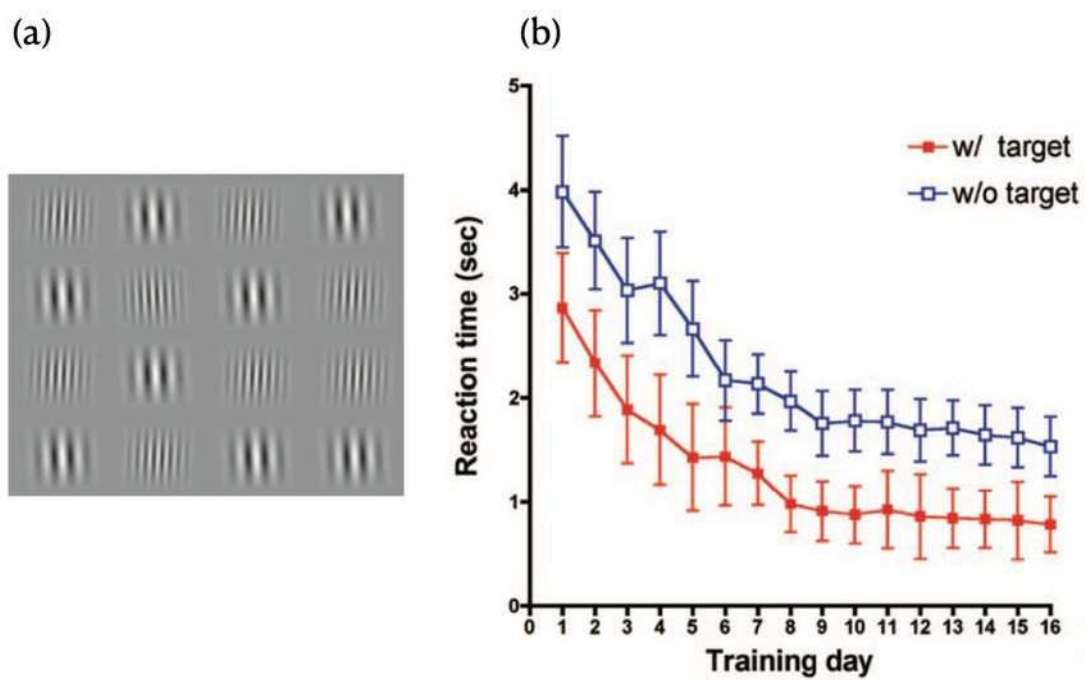 (a)
(b)
5
w/ target
w/o target
4
3
2
1
0
Reaction time (sec)
0 1 2 3 4 5 6 7 8 9 10 11 12 13 14 15 16
Training day